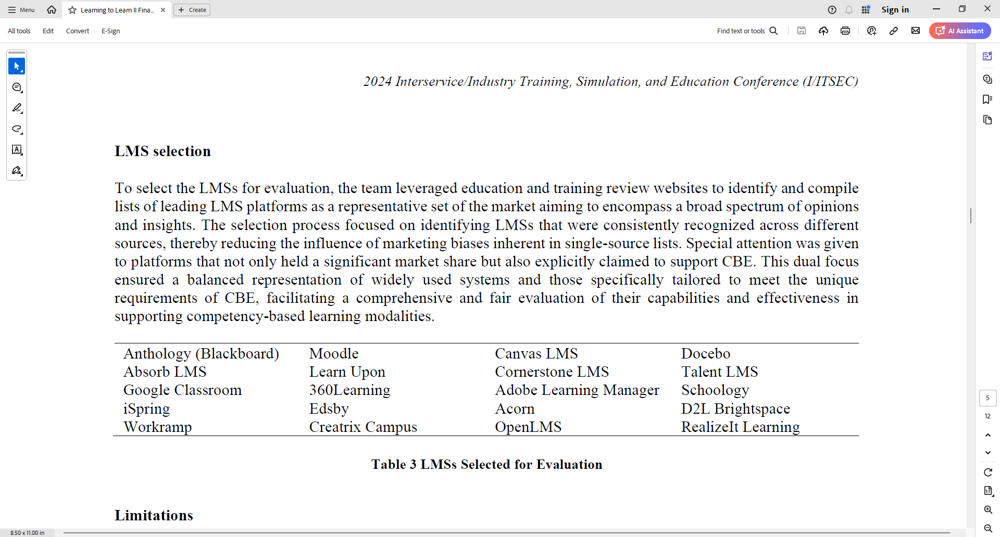 Menu
Learning to Learn II Fina...
Create
Sign in
All tools
Edit
Convert
E-Sign
Find text or tools
AI Assistant
2024 Interservice/Industry Training, Simulation, and Education Conference (I/ITSEC)
LMS selection
To select the LMSs for evaluation, the team leveraged education and training review websites to identify and compile
lists of leading LMS platforms as a representative set of the market aiming to encompass a broad spectrum of opinions
and insights. The selection process focused on identifying LMSs that were consistently recognized across different
sources, thereby reducing the influence of marketing biases inherent in single-source lists. Special attention was given
to platforms that not only held a significant market share but also explicitly claimed to support CBE. This dual focus
ensured a balanced representation of widely used systems and those specifically tailored to meet the unique
requirements of CBE, facilitating a comprehensive and fair evaluation of their capabilities and effectiveness in
supporting competency-based learning modalities.
Anthology (Blackboard) Moodle Canvas LMS Docebo
Absorb LMS Learn Upon Cornerstone LMS Talent LMS
Google Classroom 360Learning Adobe Learning Manager Schoology
iSpring Edsby Acorn D2L Brightspace
Workramp Creatrix Campus OpenLMS RealizeIt Learning
Table 3 LMSs Selected for Evaluation
Limitations
5
12
8.50 x 11.00 in